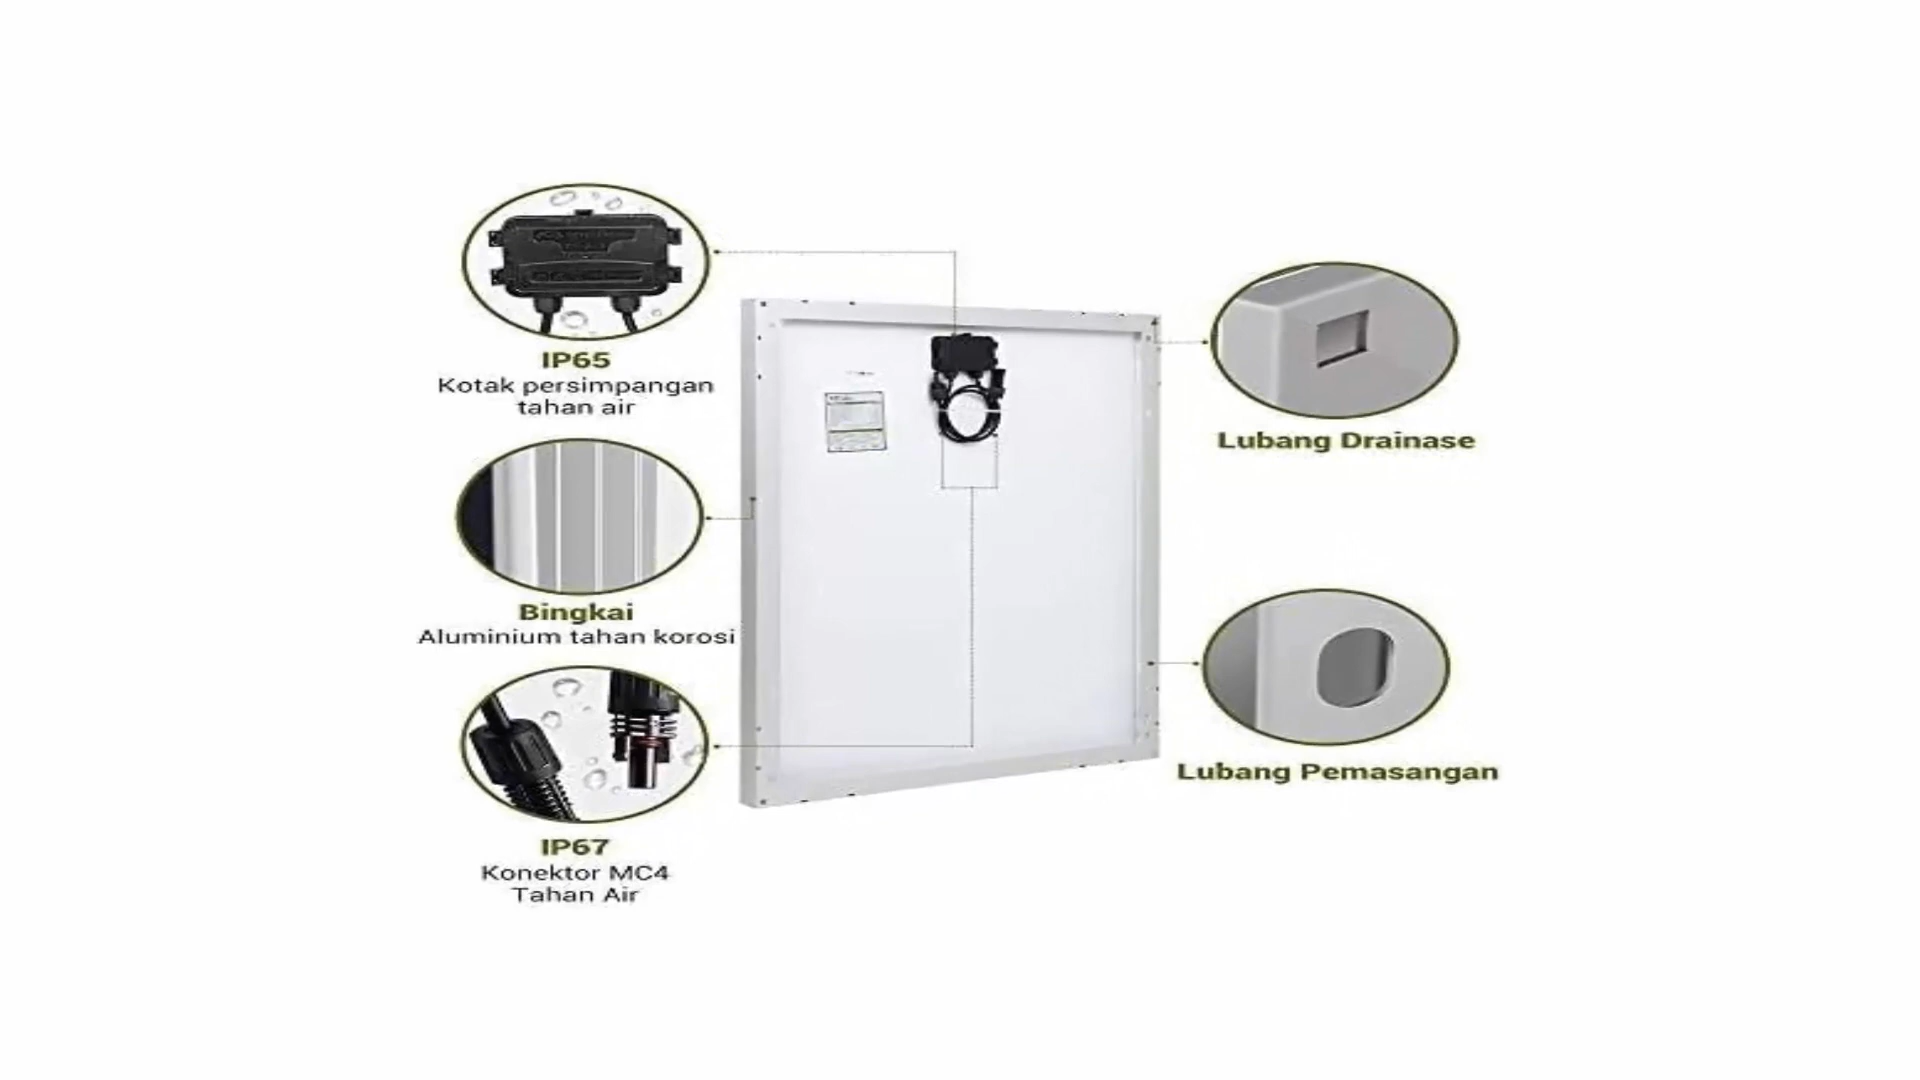 IP65
Kotak persimpangan
tahan air
Bingkai
Aluminium tahan korosi
IP67
Konektor MC4
Tahan Air
Lubang Drainase
Lubang Pemasangan